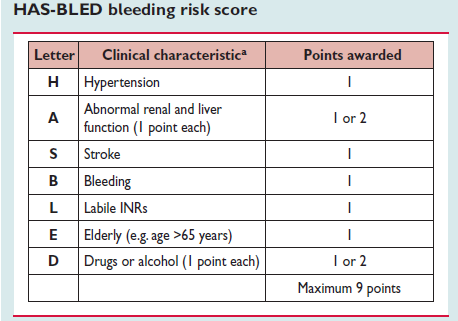 HAS-BLED bleeding risk score
Letter Clinical characteristicª Points awarded
H Hypertension 1
A Abnormal renal and liver
function (1 point each) 1 or 2
S Stroke 1
B Bleeding 1
L Labile INRs 1
E Elderly (e.g. age >65 years) 1
D Drugs or alcohol (1 point each) 1 or 2
Maximum 9 points